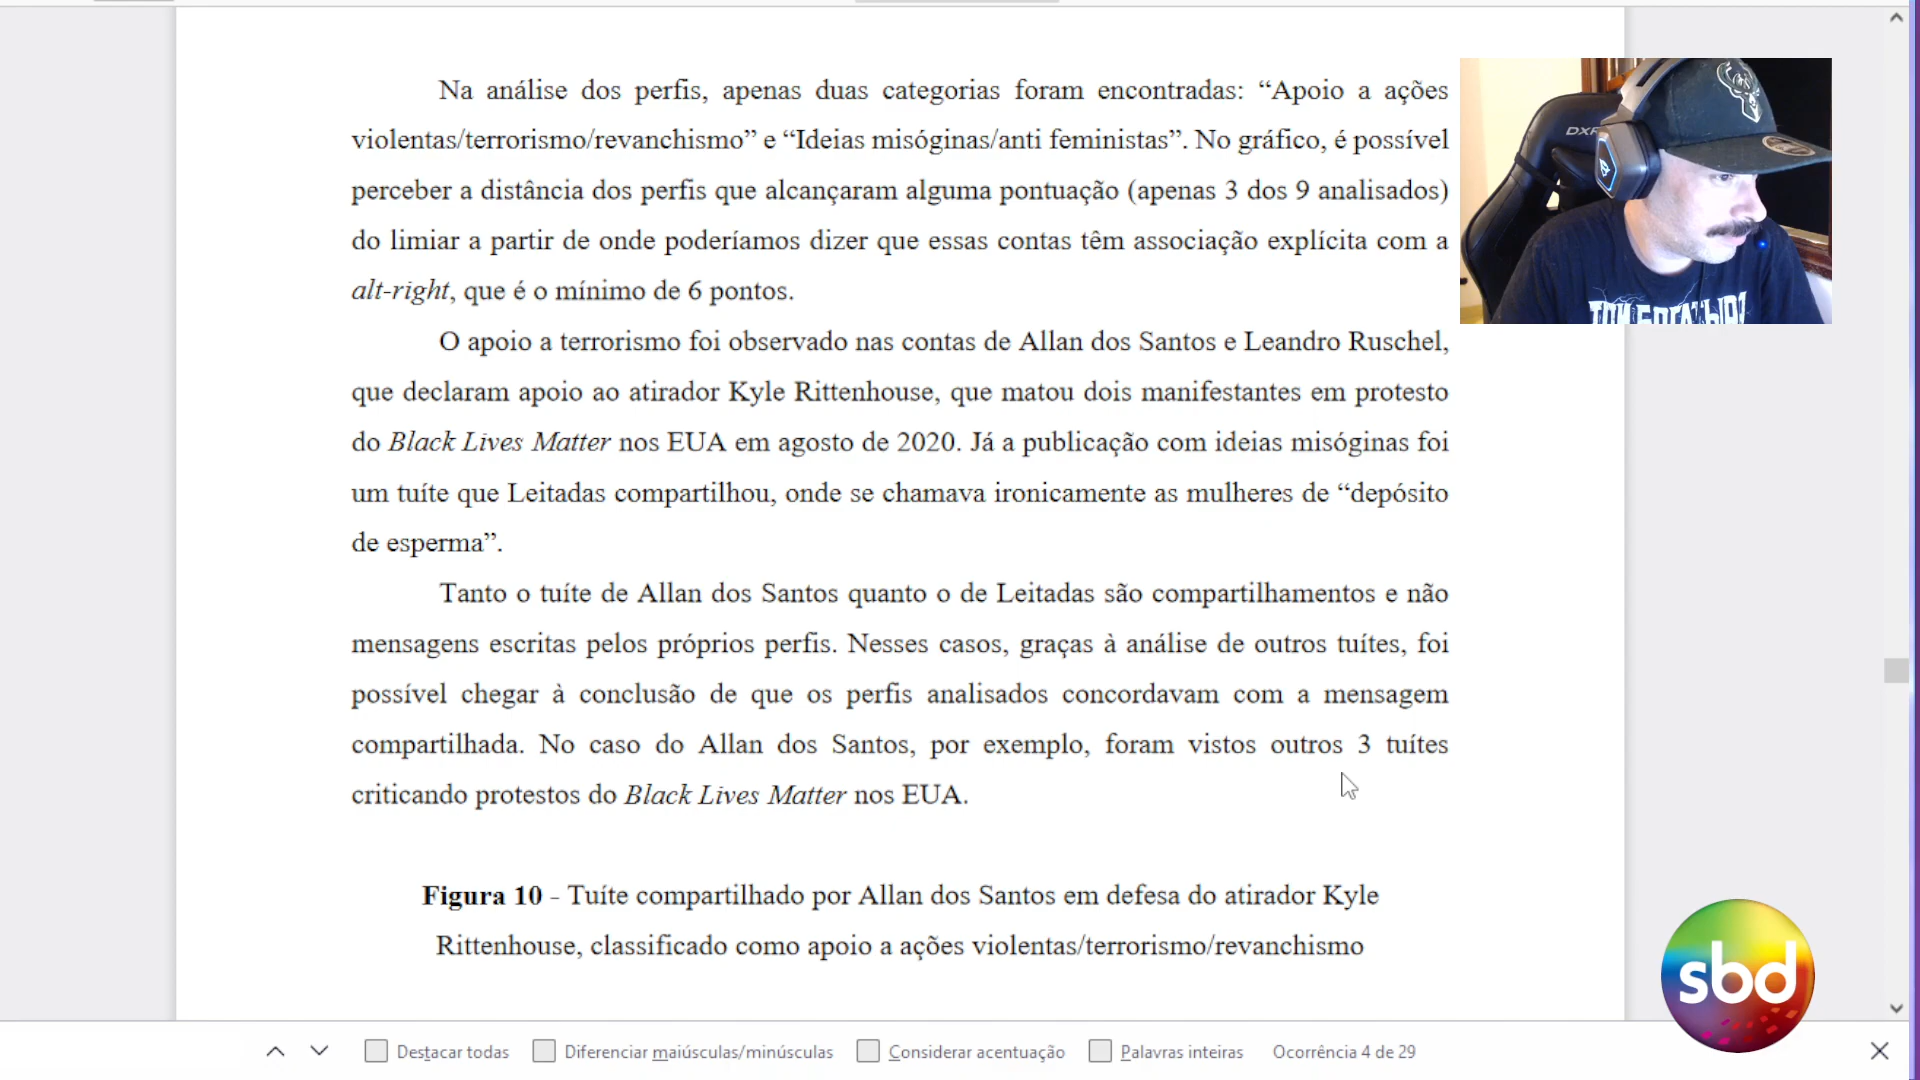 Na análise dos perfis, apenas duas categorias foram encontradas: “Apoio a ações
violentas/terrorismo/revanchismo” e “Ideias misóginas/anti feministas”. No gráfico, é possível
perceber a distância dos perfis que alcançaram alguma pontuação (apenas 3 dos 9 analisados)
do limiar a partir de onde poderíamos dizer que essas contas têm associação explícita com a
alt-right, que é o mínimo de 6 pontos.
O apoio a terrorismo foi observado nas contas de Allan dos Santos e Leandro Ruschel,
que declaram apoio ao atirador Kyle Rittenhouse, que matou dois manifestantes em protesto
do Black Lives Matter nos EUA em agosto de 2020. Já a publicação com ideias misóginas foi
um tuíte que Leitadas compartilhou, onde se chamava ironicamente as mulheres de “depósito
de esperma”.
Tanto o tuíte de Allan dos Santos quanto o de Leitadas são compartilhamentos e não
mensagens escritas pelos próprios perfis. Nesses casos, graças à análise de outros tuítes, foi
possível chegar à conclusão de que os perfis analisados concordavam com a mensagem
compartilhada. No caso do Allan dos Santos, por exemplo, foram vistos outros 3 tuítes
criticando protestos do Black Lives Matter nos EUA.
Figura 10 - Tuíte compartilhado por Allan dos Santos em defesa do atirador Kyle
Rittenhouse, classificado como apoio a ações violentas/terrorismo/revanchismo
sbd
Destacar todas Diferenciar maiúsculas/minúsculas Considerar acentuação Palavras inteiras Ocorrência 4 de 29